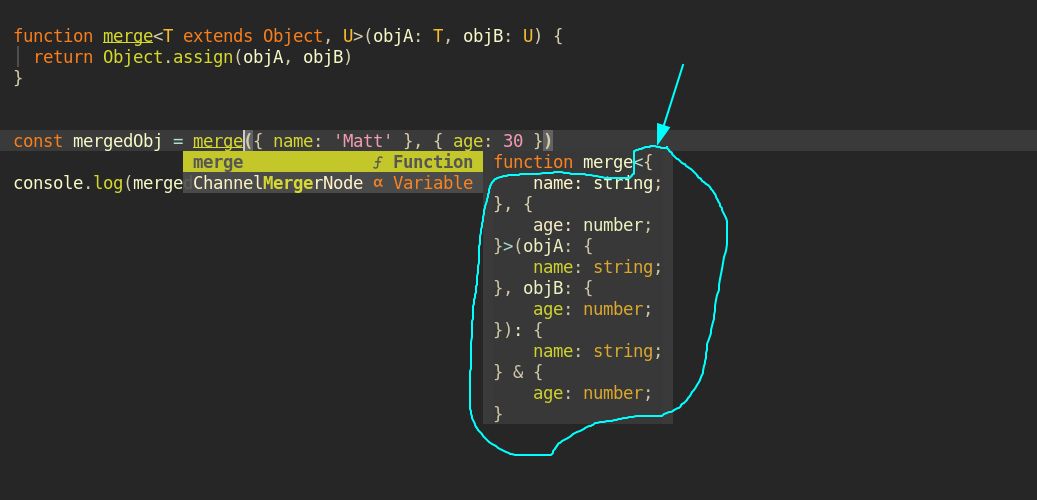 function merge<T extends Object, U>(objA: T, objB: U) {
  return Object.assign(objA, objB)
}
const mergedObj = merge({ name: 'Matt' }, { age: 30 })
merge ƒ Function
ChannelMergerNode α Variable
console.log(merged
function merge<{
    name: string;
}, {
    age: number;
}>(objA: {
    name: string;
}, objB: {
    age: number;
}): {
    name: string;
} & {
    age: number;
}